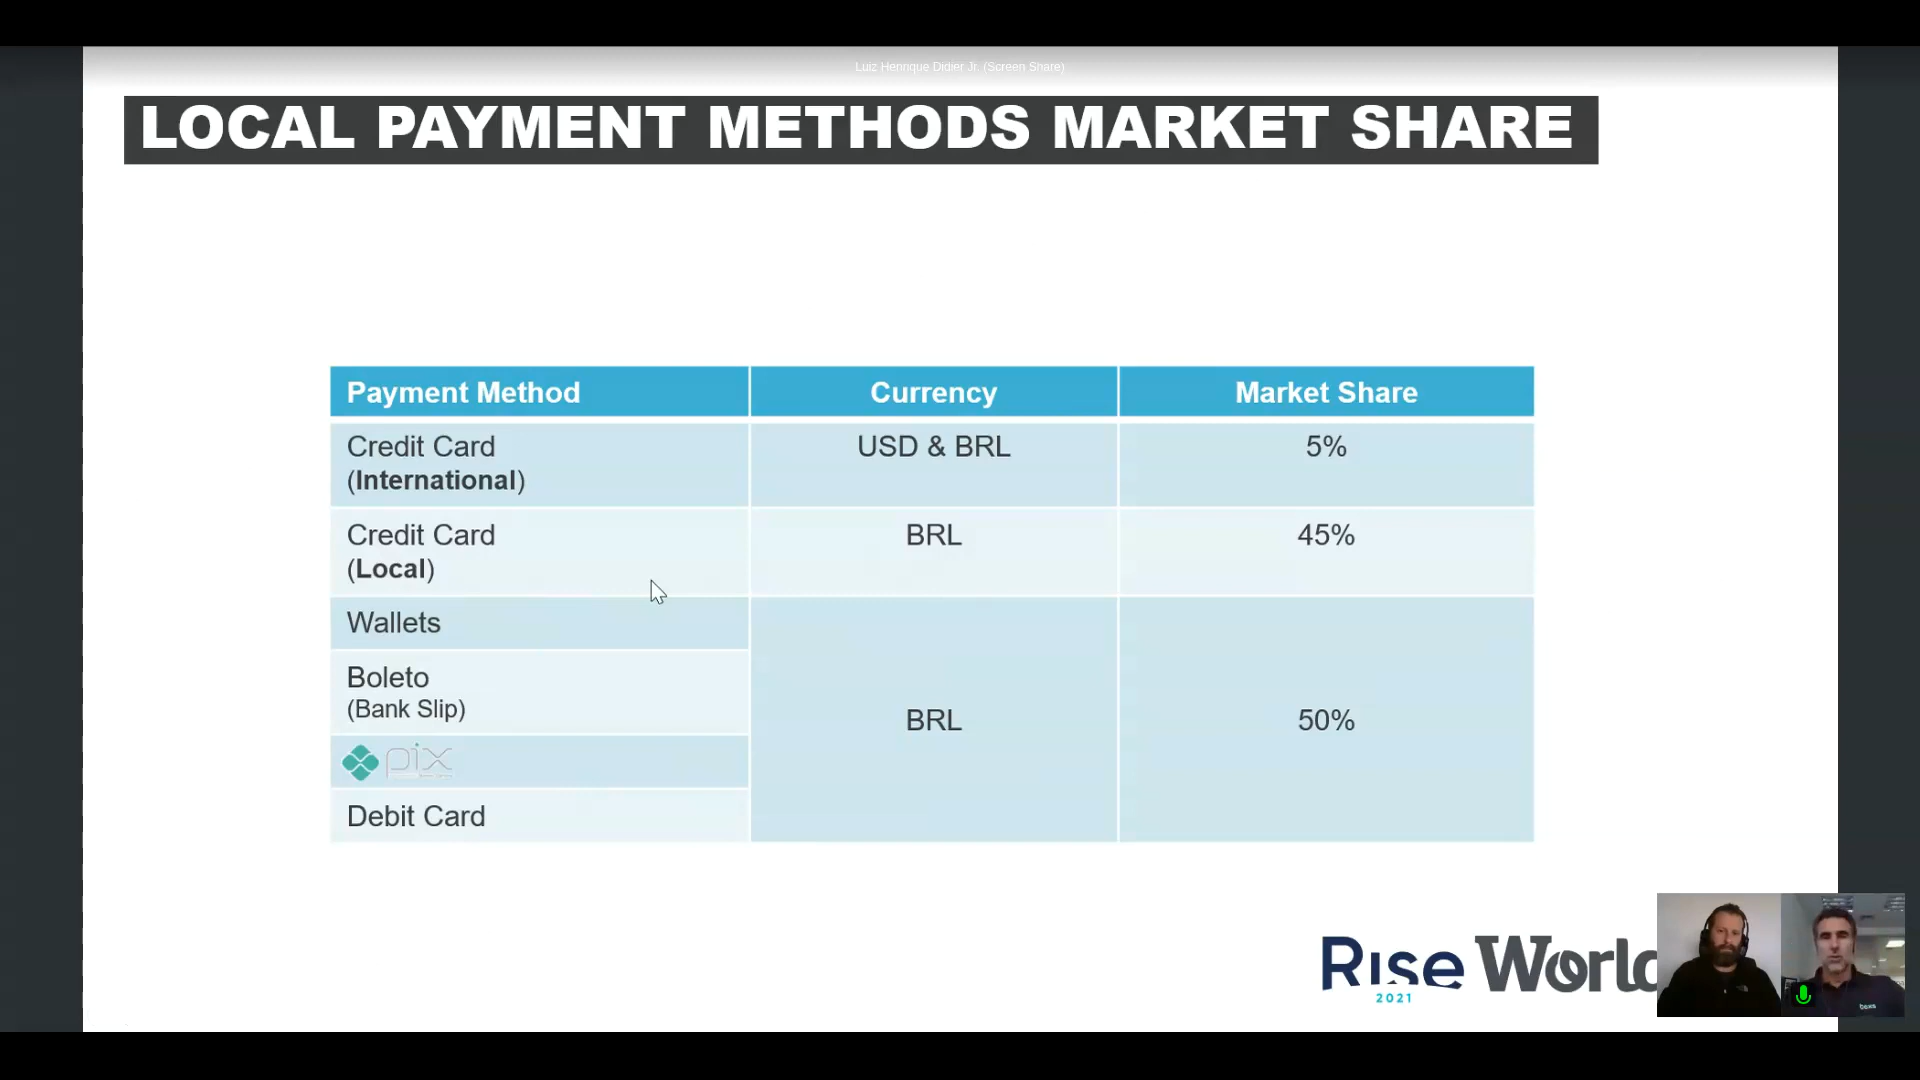 Luiz Henrique Didier Jr. (Screen Share)
LOCAL PAYMENT METHODS MARKET SHARE
Payment Method Currency Market Share
Credit Card USD & BRL 5%
(International)
Credit Card BRL 45%
(Local)
Wallets
Boleto
(Bank Slip)
BRL 50%
pix
Debit Card
Rise World
2021